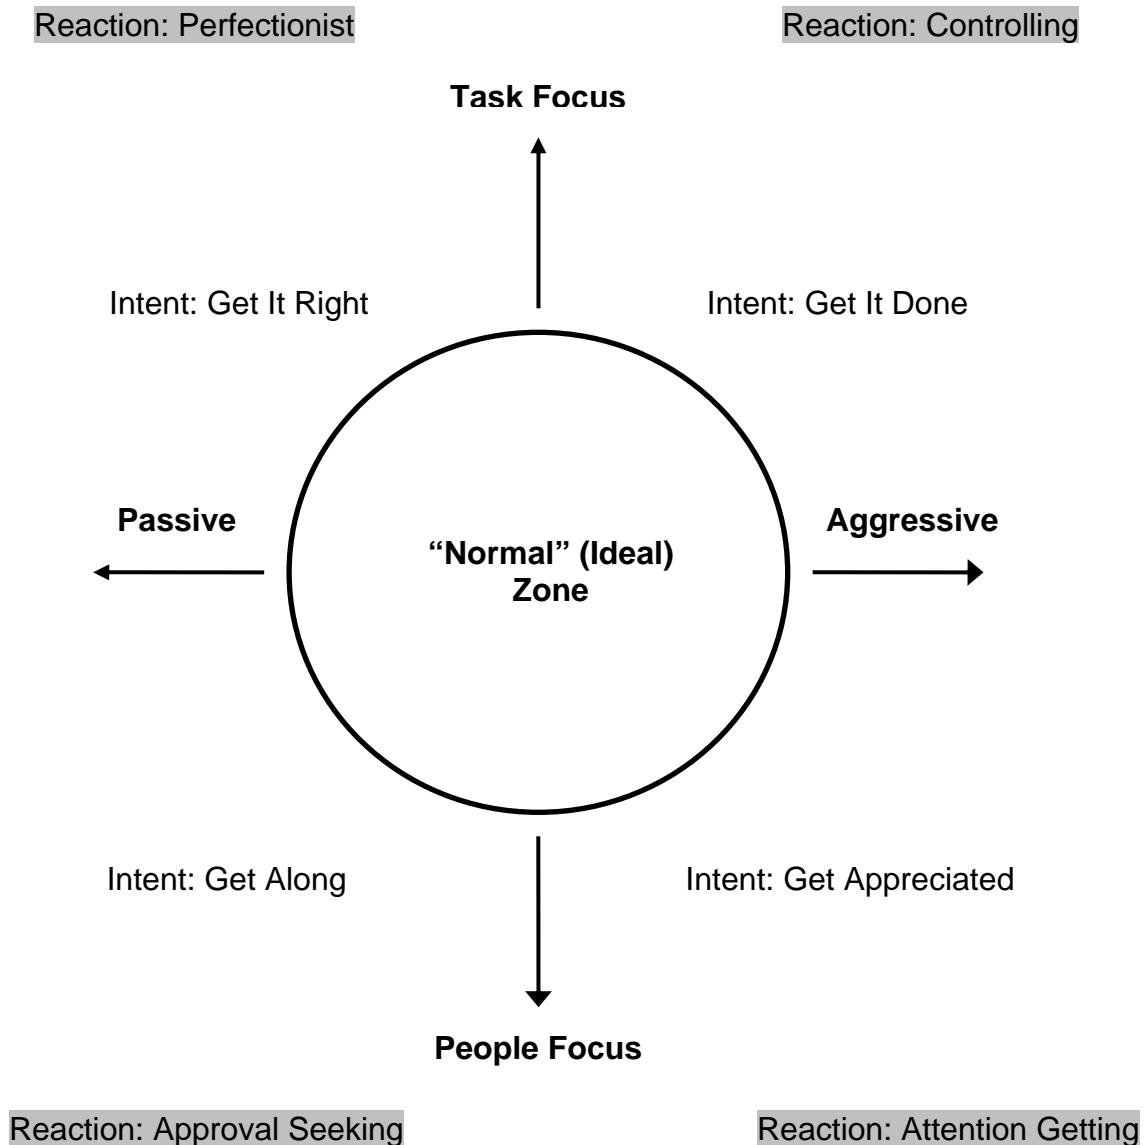 Reaction: Perfectionist
Reaction: Controlling
Task Focus
Intent: Get It Right
Intent: Get It Done
Passive
Aggressive
“Normal” (Ideal)
Zone
Intent: Get Along
Intent: Get Appreciated
People Focus
Reaction: Approval Seeking
Reaction: Attention Getting